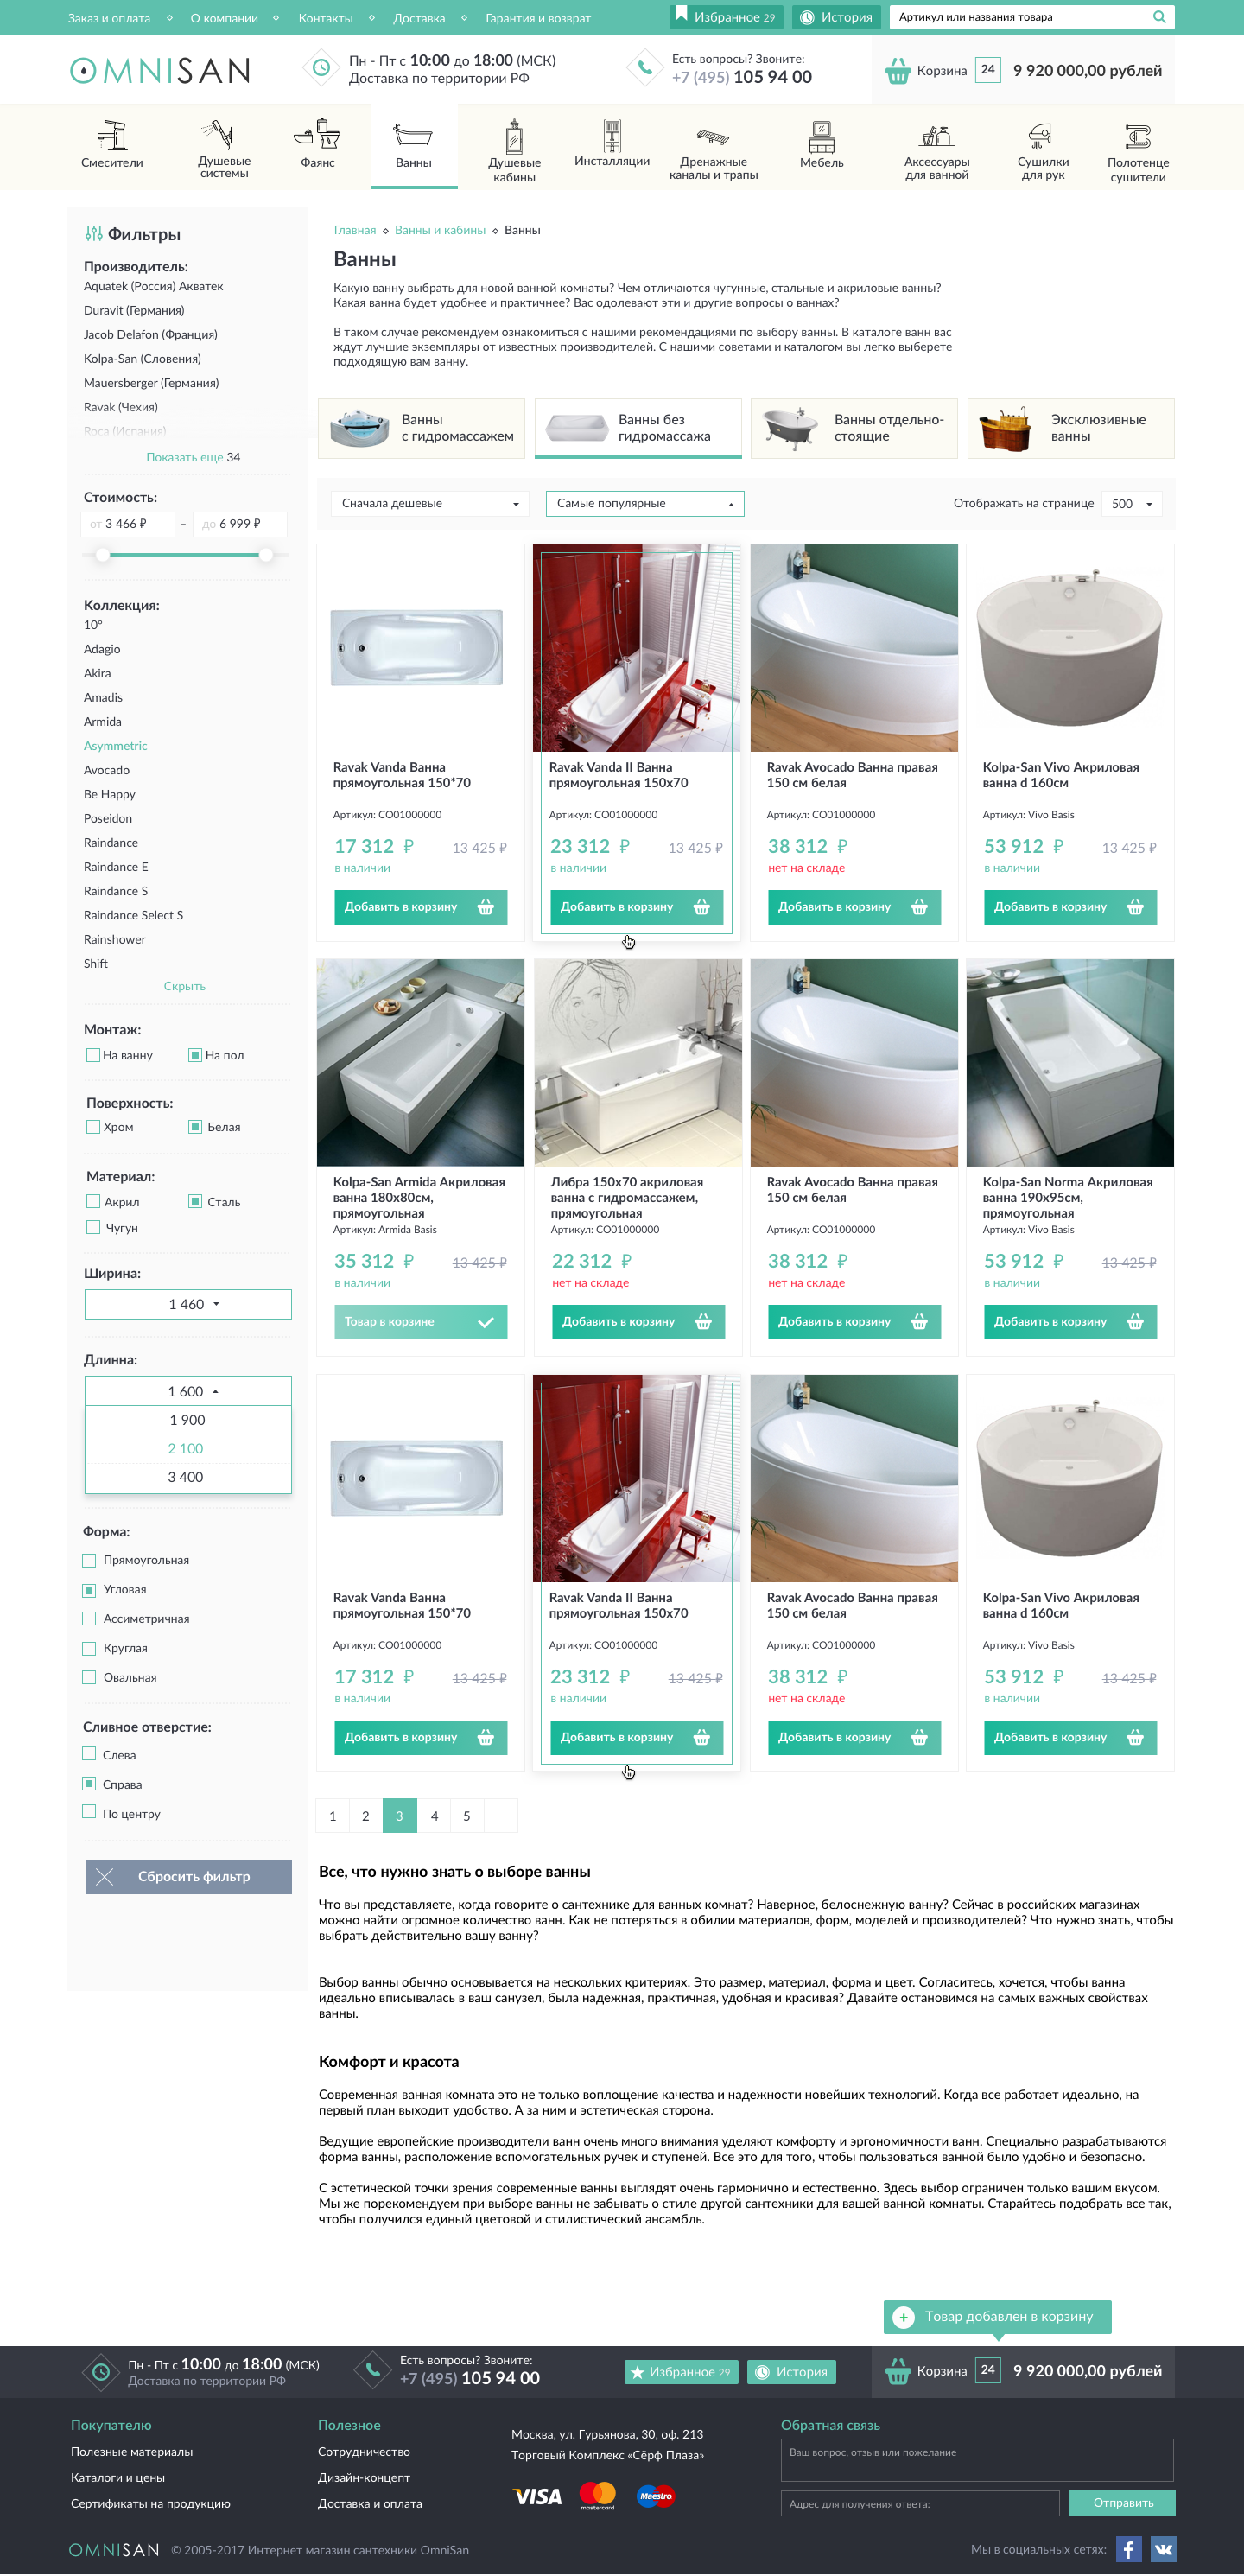 Заказ и оплата О компании Контакты Доставка Гарантия и возврат
Избранное 29 История Артикул или названия товара
OMNISAN
Пн - Пт с 10:00 до 18:00 (МСК)
Доставка по территории РФ
Есть вопросы? Звоните:
+7 (495) 105 94 00
Корзина 24 9 920 000,00 рублей
Смесители
Душевые
системы
Фаянс
Ванны
Душевые
кабины
Инсталляции
Дренажные
каналы и трапы
Мебель
Аксессуары
для ванной
Сушилки
для рук
Полотенце
сушители
Фильтры
Производитель:
Aquatek (Россия) Акватек
Duravit (Германия)
Jacob Delafon (Франция)
Kolpa-San (Словения)
Mauersberger (Германия)
Ravak (Чехия)
Roca (Испания)
Показать еще 34
Стоимость:
от 3 466 ₽ – до 6 999 ₽
Коллекция:
10°
Adagio
Akira
Amadis
Armida
Asymmetric
Avocado
Be Happy
Poseidon
Raindance
Raindance E
Raindance S
Raindance Select S
Rainshower
Shift
Скрыть
Монтаж:
На ванну На пол
Поверхность:
Хром Белая
Материал:
Акрил Сталь
Чугун
Ширина:
1 460
Длинна:
1 600
1 900
2 100
3 400
Форма:
Прямоугольная
Угловая
Ассиметричная
Круглая
Овальная
Сливное отверстие:
Слева
Справа
По центру
Сбросить фильтр
Главная Ванны и кабины Ванны
Ванны
Какую ванну выбрать для новой ванной комнаты? Чем отличаются чугунные, стальные и акриловые ванны?
Какая ванна будет удобнее и практичнее? Вас одолевают эти и другие вопросы о ваннах?
В таком случае рекомендуем ознакомиться с нашими рекомендациями по выбору ванны. В каталоге ванн вас
ждут лучшие экземпляры от известных производителей. С нашими советами и каталогом вы легко выберете
подходящую вам ванну.
Ванны
с гидромассажем
Ванны без
гидромассажа
Ванны отдельно-
стоящие
Эксклюзивные
ванны
Сначала дешевые Самые популярные Отображать на странице 500
Ravak Vanda Ванна
прямоугольная 150*70
Артикул: CO01000000
17 312 ₽ 13 425 ₽
в наличии
Добавить в корзину
Ravak Vanda II Ванна
прямоугольная 150x70
Артикул: CO01000000
23 312 ₽ 13 425 ₽
в наличии
Добавить в корзину
Ravak Avocado Ванна правая
150 см белая
Артикул: CO01000000
38 312 ₽
нет на складе
Добавить в корзину
Kolpa-San Vivo Акриловая
ванна d 160см
Артикул: Vivo Basis
53 912 ₽ 13 425 ₽
в наличии
Добавить в корзину
Kolpa-San Armida Акриловая
ванна 180x80см,
прямоугольная
Артикул: Armida Basis
35 312 ₽ 13 425 ₽
в наличии
Товар в корзине
Либра 150x70 акриловая
ванна с гидромассажем,
прямоугольная
Артикул: CO01000000
22 312 ₽
нет на складе
Добавить в корзину
Ravak Avocado Ванна правая
150 см белая
Артикул: CO01000000
38 312 ₽
нет на складе
Добавить в корзину
Kolpa-San Norma Акриловая
ванна 190x95см,
прямоугольная
Артикул: Vivo Basis
53 912 ₽ 13 425 ₽
в наличии
Добавить в корзину
Ravak Vanda Ванна
прямоугольная 150*70
Артикул: CO01000000
17 312 ₽ 13 425 ₽
в наличии
Добавить в корзину
Ravak Vanda II Ванна
прямоугольная 150x70
Артикул: CO01000000
23 312 ₽ 13 425 ₽
в наличии
Добавить в корзину
Ravak Avocado Ванна правая
150 см белая
Артикул: CO01000000
38 312 ₽
нет на складе
Добавить в корзину
Kolpa-San Vivo Акриловая
ванна d 160см
Артикул: Vivo Basis
53 912 ₽ 13 425 ₽
в наличии
Добавить в корзину
1 2 3 4 5
Все, что нужно знать о выборе ванны
Что вы представляете, когда говорите о сантехнике для ванных комнат? Наверное, белоснежную ванну? Сейчас в российских магазинах
можно найти огромное количество ванн. Как не потеряться в обилии материалов, форм, моделей и производителей? Что нужно знать, чтобы
выбрать действительно вашу ванну?
Выбор ванны обычно основывается на нескольких критериях. Это размер, материал, форма и цвет. Согласитесь, хочется, чтобы ванна
идеально вписывалась в ваш санузел, была надежная, практичная, удобная и красивая? Давайте остановимся на самых важных свойствах
ванны.
Комфорт и красота
Современная ванная комната это не только воплощение качества и надежности новейших технологий. Когда все работает идеально, на
первый план выходит удобство. А за ним и эстетическая сторона.
Ведущие европейские производители ванн очень много внимания уделяют комфорту и эргономичности ванн. Специально разрабатываются
форма ванны, расположение вспомогательных ручек и ступеней. Все это для того, чтобы пользоваться ванной было удобно и безопасно.
С эстетической точки зрения современные ванны выглядят очень гармонично и естественно. Здесь выбор ограничен только вашим вкусом.
Мы же порекомендуем при выборе ванны не забывать о стиле другой сантехники для вашей ванной комнаты. Старайтесь подобрать все так,
чтобы получился единый цветовой и стилистический ансамбль.
Товар добавлен в корзину
Пн - Пт с 10:00 до 18:00 (МСК)
Доставка по территории РФ
Есть вопросы? Звоните:
+7 (495) 105 94 00
Избранное 29 История
Корзина 24 9 920 000,00 рублей
Покупателю
Полезные материалы
Каталоги и цены
Сертификаты на продукцию
Полезное
Сотрудничество
Дизайн-концепт
Доставка и оплата
Москва, ул. Гурьянова, 30, оф. 213
Торговый Комплекс «Сёрф Плаза»
VISA mastercard Maestro
Обратная связь
Ваш вопрос, отзыв или пожелание
Адрес для получения ответа: Отправить
OMNISAN © 2005-2017 Интернет магазин сантехники OmniSan
Мы в социальных сетях: